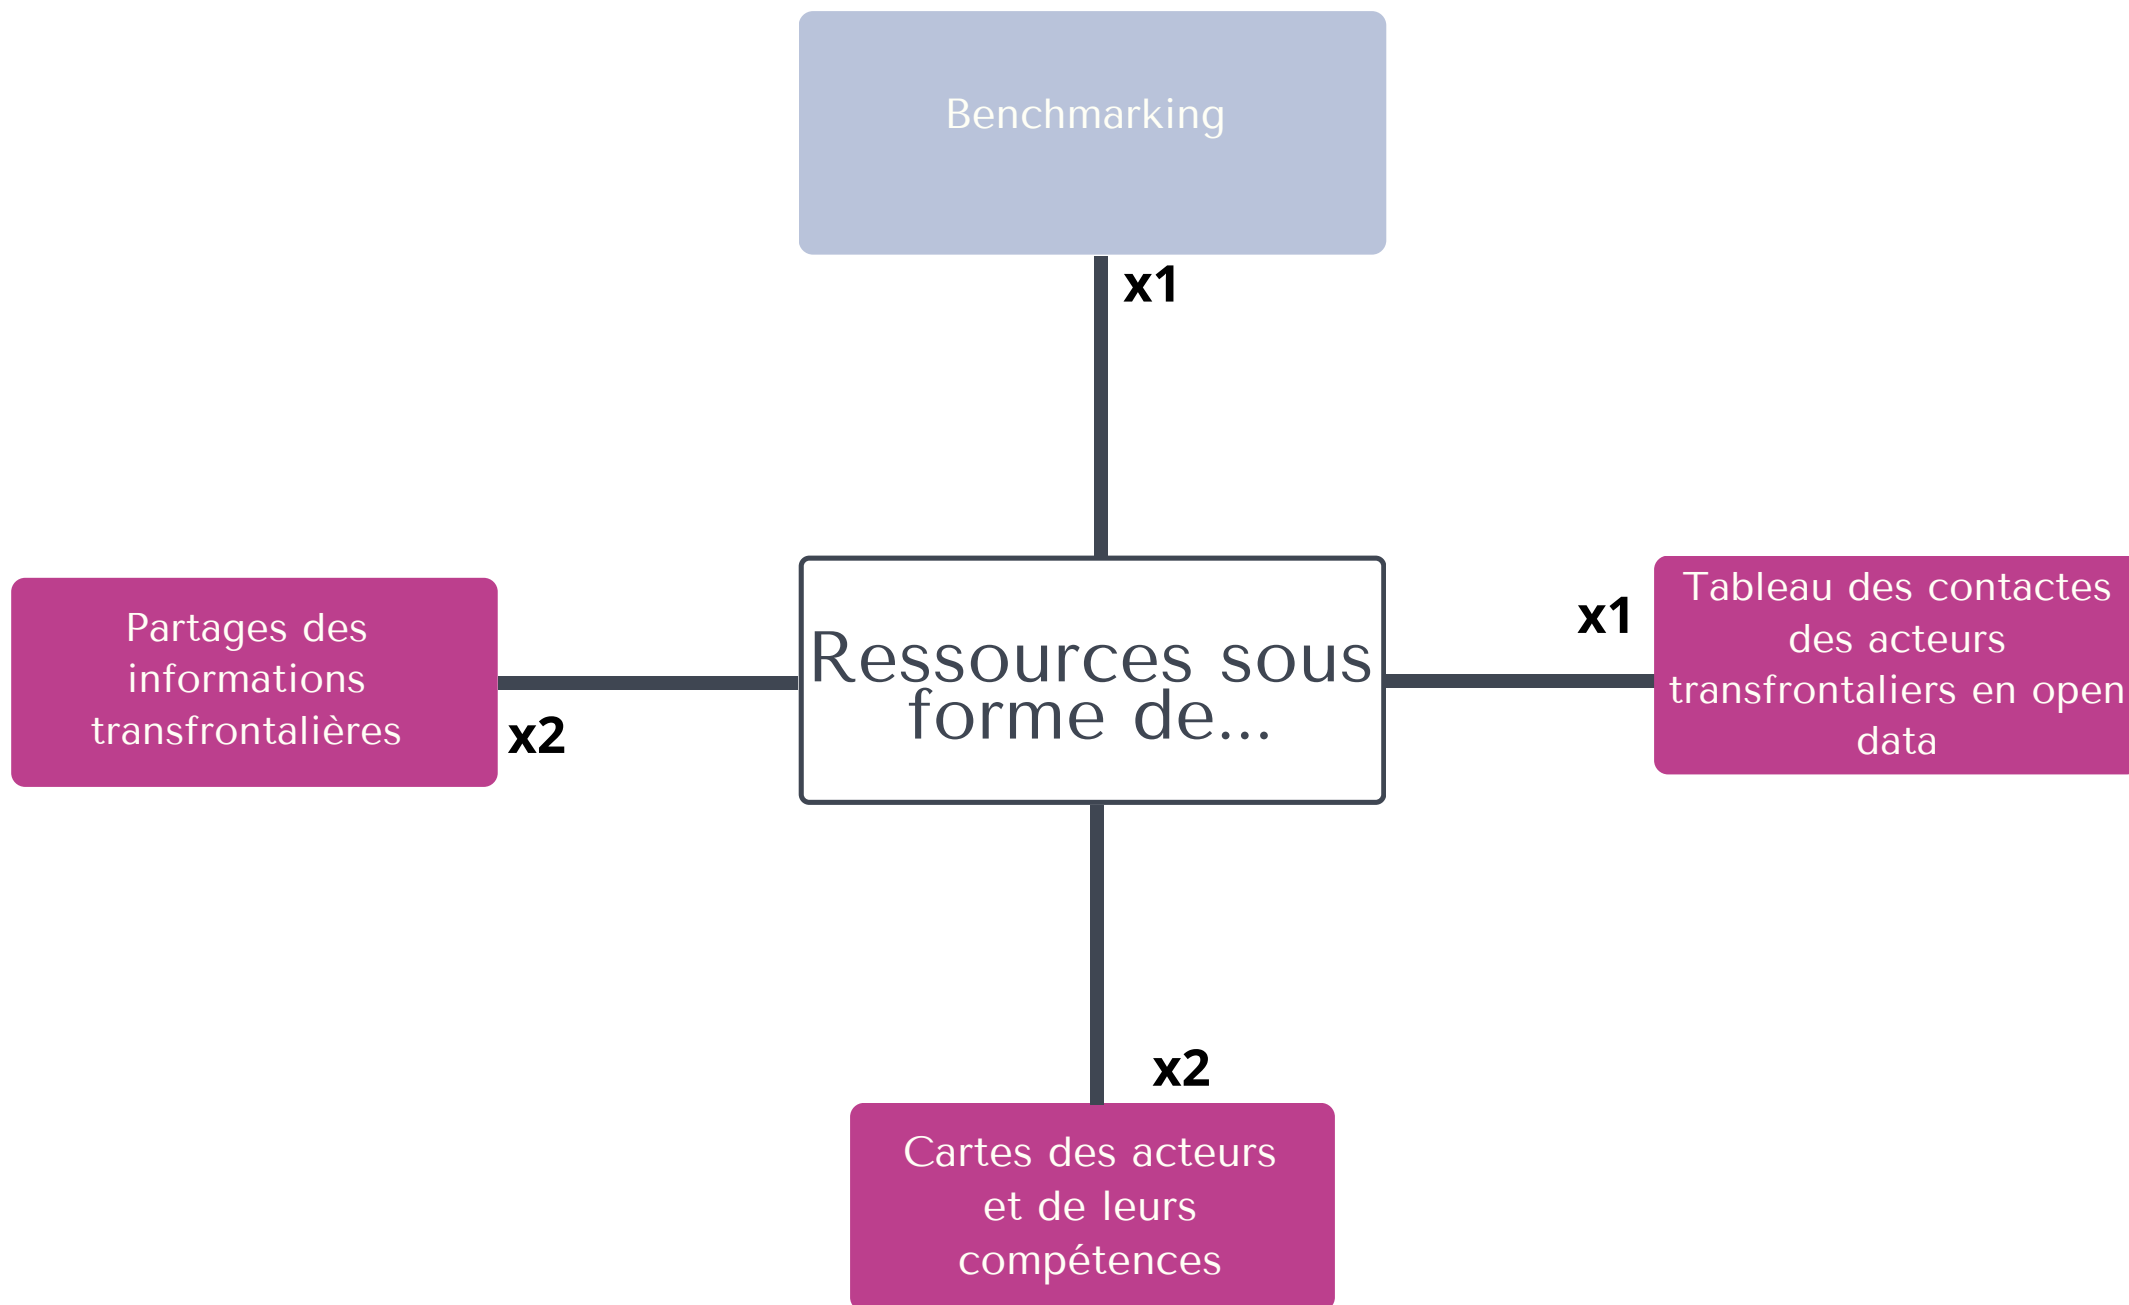 Benchmarking
x1
Partages des
informations
transfrontalières
x2
Ressources sous
forme de...
x1
Tableau des contactes
des acteurs
transfrontaliers en open
data
x2
Cartes des acteurs
et de leurs
compétences